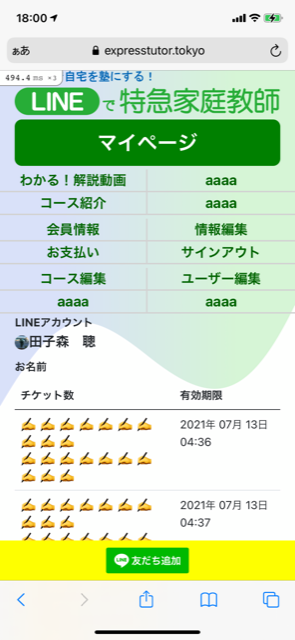 18:00
ぁあ expresstutor.tokyo
494.4 ms ×3 自宅を塾にする！
LINEで特急家庭教師
マイページ
わかる！解説動画 aaaa
コース紹介 aaaa
会員情報 情報編集
お支払い サインアウト
コース編集 ユーザー編集
aaaa aaaa
LINEアカウント
田子森　聰
お名前
チケット数 有効期限
✍✍✍✍✍✍✍ 2021年 07月 13日
✍✍✍ 04:36
✍✍✍✍✍✍✍
✍✍✍
✍✍✍✍✍✍✍ 2021年 07月 13日
✍✍✍ 04:37
✍✍✍✍✍✍✍
LINE 友だち追加